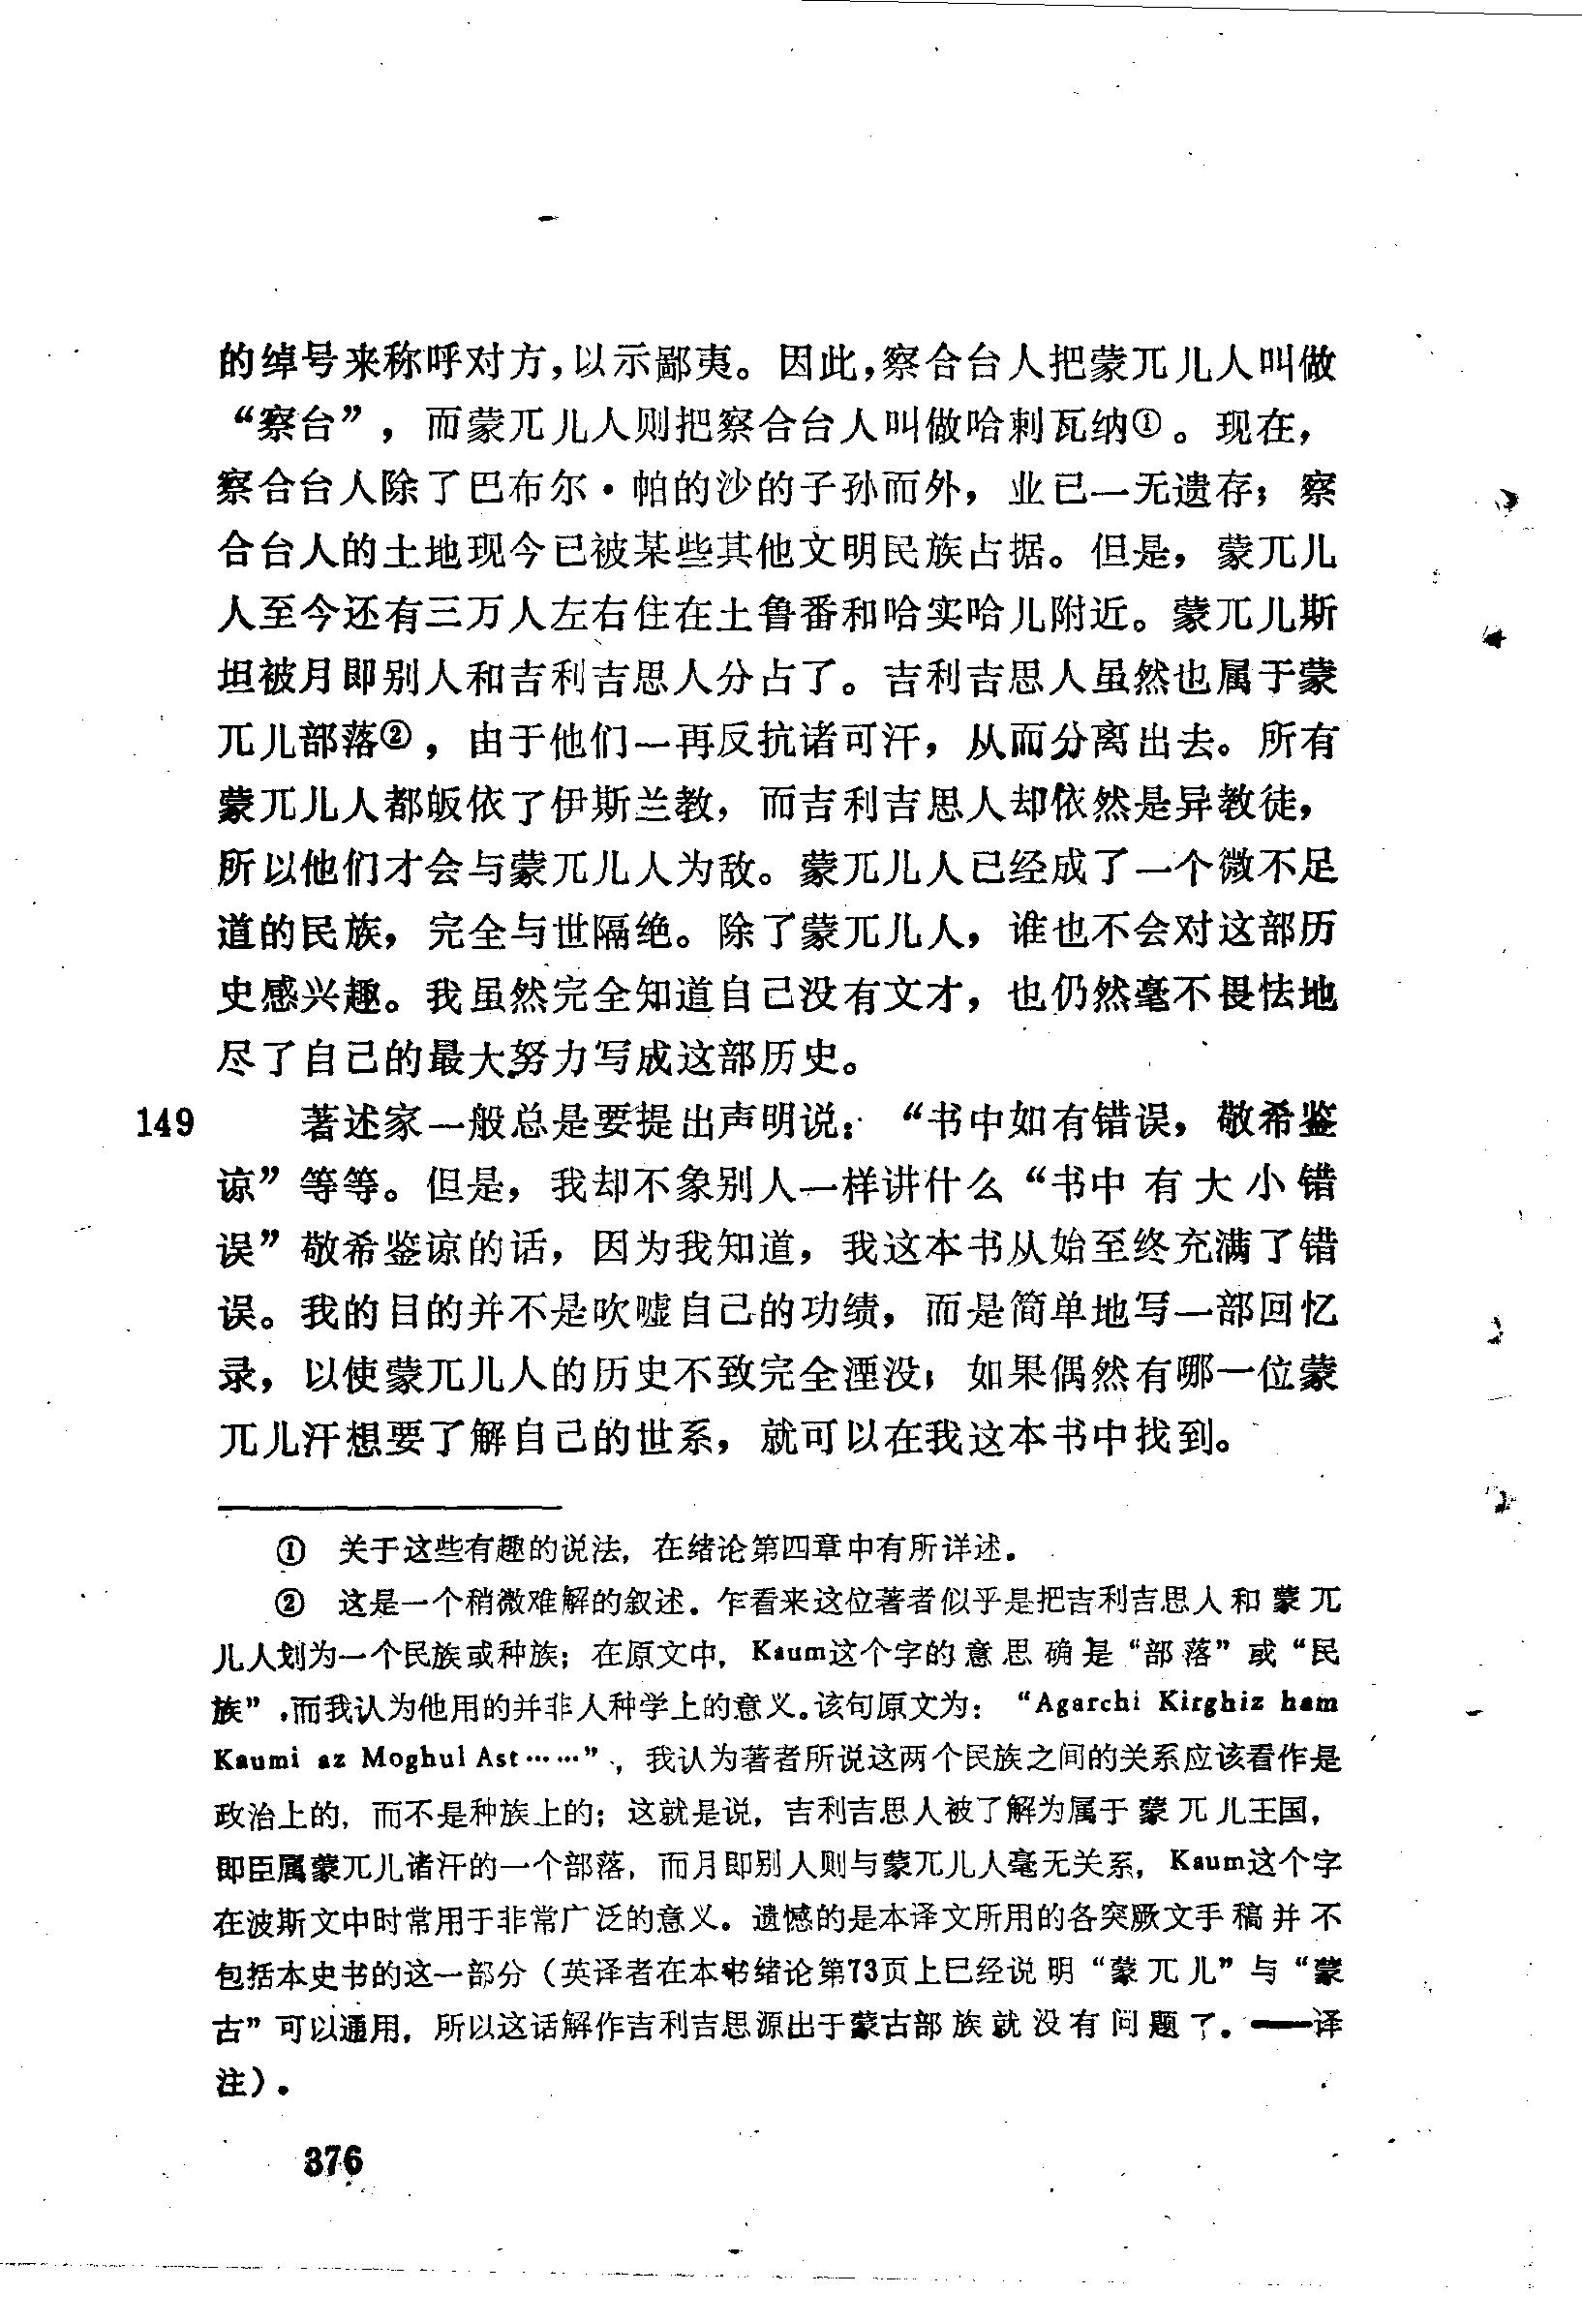 的绰号来称呼对方，以示鄙夷。因此，察合台人把蒙兀儿人叫做
“察台”，而蒙兀儿人则把察合台人叫做哈剌瓦纳①。现在，
察合台人除了巴布尔·帕的沙的子孙而外，业已一无遗存；察
合台人的土地现今已被某些其他文明民族占据。但是，蒙兀儿
人至今还有三万人左右住在土鲁番和哈实哈儿附近。蒙兀儿斯
坦被月即别人和吉利吉思人分占了。吉利吉思人虽然也属于蒙
兀儿部落②，由于他们一再反抗诸可汗，从而分离出去。所有
蒙兀儿人都皈依了伊斯兰教，而吉利吉思人却依然是异教徒，
所以他们才会与蒙兀儿人为敌。蒙兀儿人已经成了一个微不足
道的民族，完全与世隔绝。除了蒙兀儿人，谁也不会对这部历
史感兴趣。我虽然完全知道自己没有文才，也仍然毫不畏怯地
尽了自己的最大努力写成这部历史。
149 著述家一般总是要提出声明说：“书中如有错误，敬希鉴
谅”等等。但是，我却不象别人一样讲什么“书中有大小错
误”敬希鉴谅的话，因为我知道，我这本书从始至终充满了错
误。我的目的并不是吹嘘自己的功绩，而是简单地写一部回忆
录，以使蒙兀儿人的历史不致完全湮没；如果偶然有哪一位蒙
兀儿汗想要了解自己的世系，就可以在我这本书中找到。
① 关于这些有趣的说法，在绪论第四章中有所详述。
② 这是一个稍微难解的叙述。乍看来这位著者似乎是把吉利吉思人和蒙兀
儿人划为一个民族或种族；在原文中，Kaum这个字的意思确是“部落”或“民
族”，而我认为他用的并非人种学上的意义。该句原文为：“Agarchi Kirghiz ham
Kaumi az Moghul Ast……”，我认为著者所说这两个民族之间的关系应该看作是
政治上的，而不是种族上的；这就是说，吉利吉思人被了解为属于蒙兀儿王国，
即臣属蒙兀儿诸汗的一个部落，而月即别人则与蒙兀儿人毫无关系，Kaum这个字
在波斯文中时常用于非常广泛的意义。遗憾的是本译文所用的各突厥文手稿并不
包括本史书的这一部分（英译者在本书绪论第73页上已经说明“蒙兀儿”与“蒙
古”可以通用，所以这话解作吉利吉思源出于蒙古部族就没有问题了。——译
注）。
376